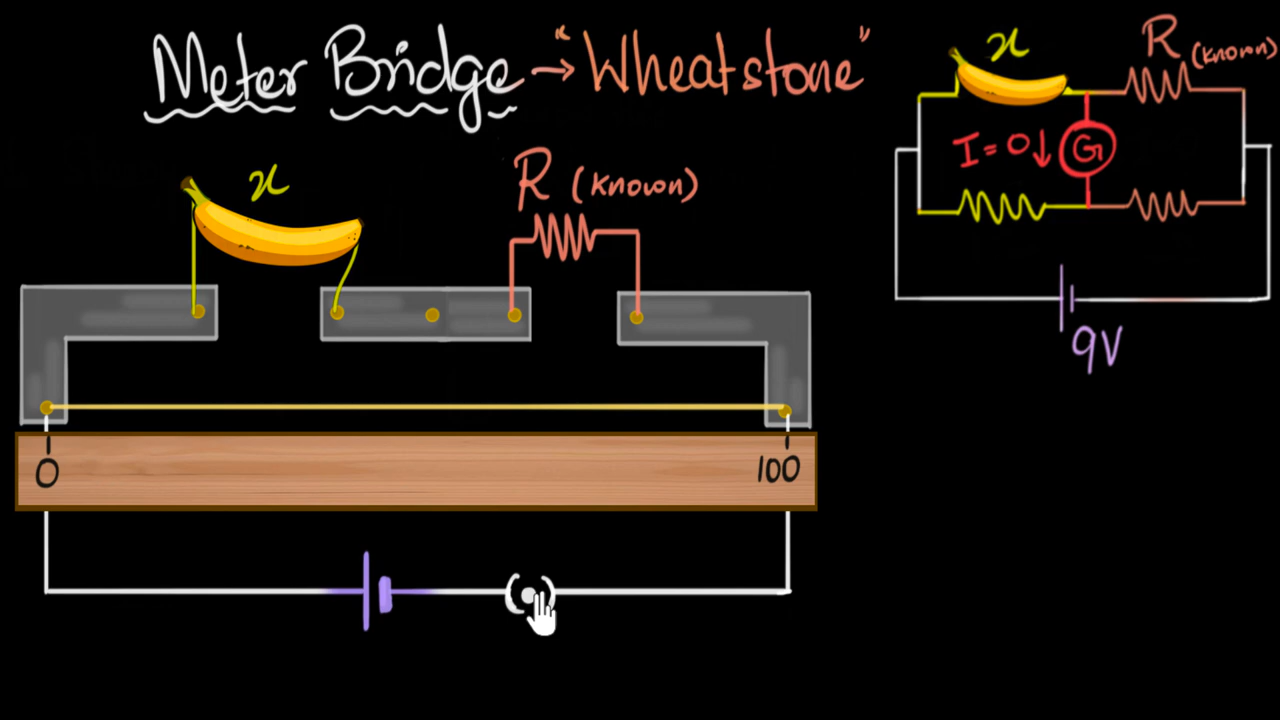 Meter Bridge → "Wheatstone"
x
R (known)
x
R (known)
I = 0 ↓ G
9V
0
100